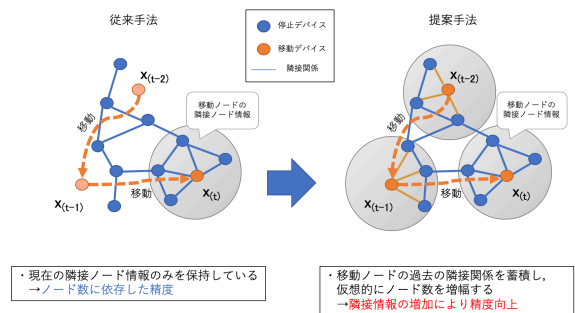 従来手法
提案手法
停止デバイス
移動デバイス
隣接関係
X(t-2)
移動
移動ノードの
隣接ノード情報
X(t-1)
移動
X(t)
X(t-2)
移動
移動ノードの
隣接ノード情報
X(t-1)
移動
X(t)
・現在の隣接ノード情報のみを保持している
→ノード数に依存した精度
・移動ノードの過去の隣接関係を蓄積し,
仮想的にノード数を増幅する
→隣接情報の増加により精度向上